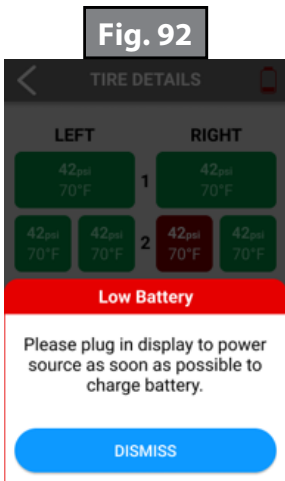 Fig. 92
TIRE DETAILS
LEFT RIGHT
42psi 42psi
70°F 1 70°F
42psi 42psi 2 42psi 42psi
70°F 70°F 70°F 70°F
Low Battery
Please plug in display to power
source as soon as possible to
charge battery.
DISMISS